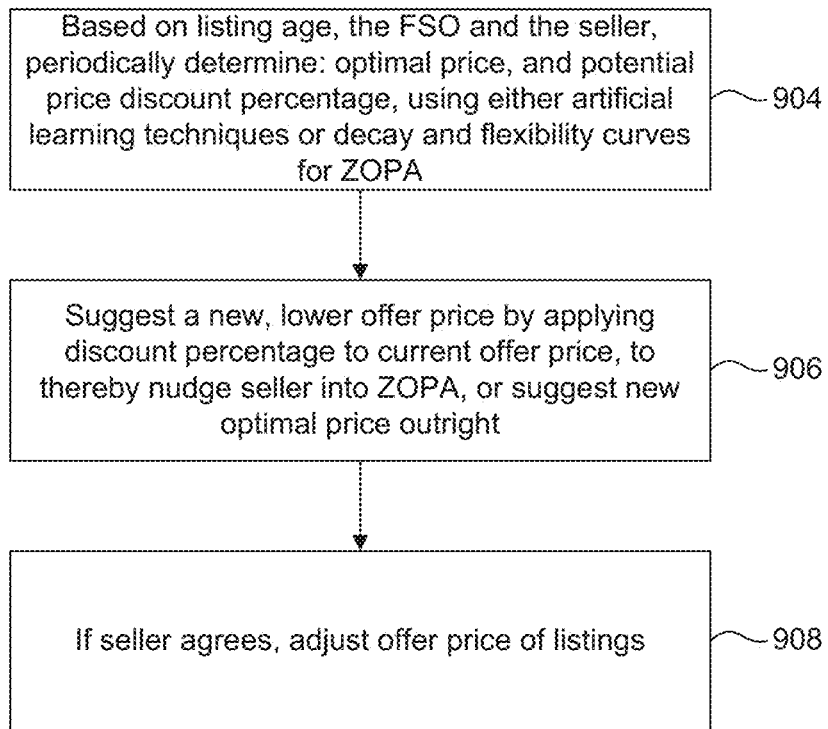 Based on listing age, the FSO and the seller,
periodically determine: optimal price, and potential
price discount percentage, using either artificial
learning techniques or decay and flexibility curves
for ZOPA
904
Suggest a new, lower offer price by applying
discount percentage to current offer price, to
thereby nudge seller into ZOPA, or suggest new
optimal price outright
906
If seller agrees, adjust offer price of listings
908